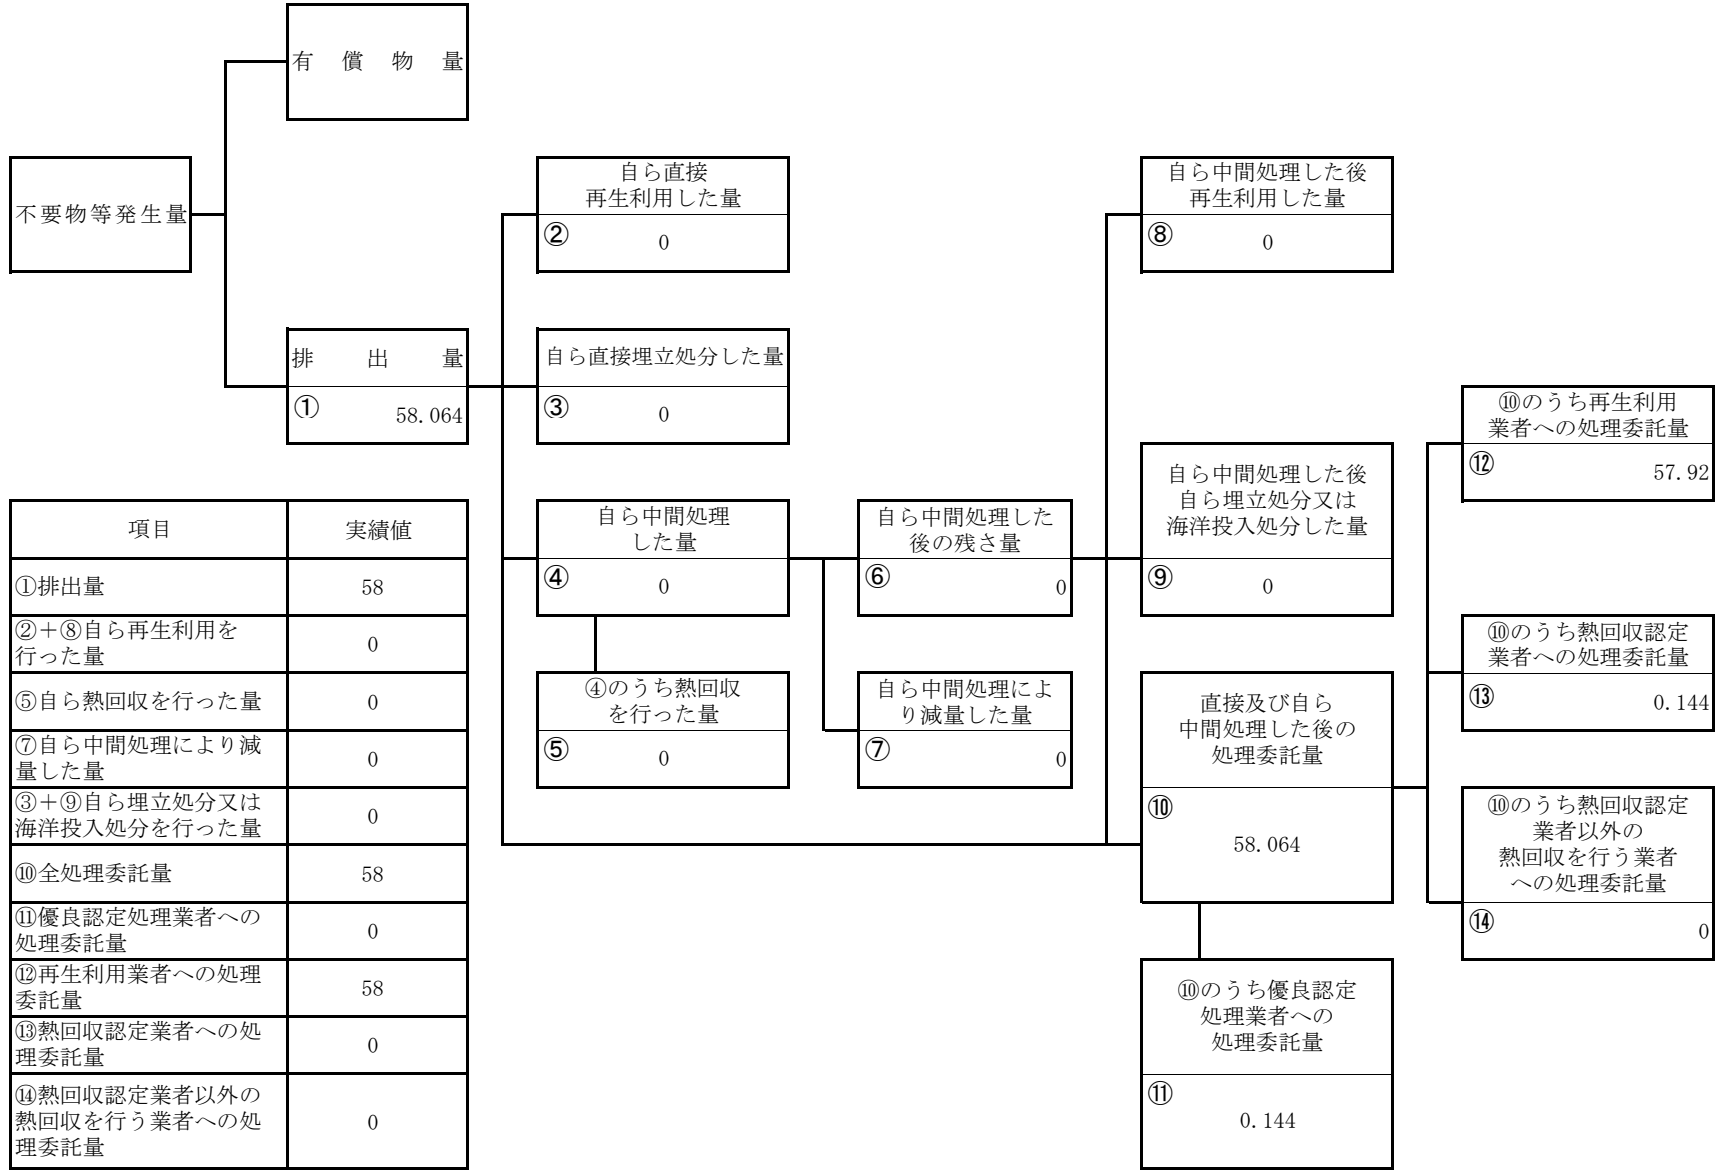 有償物量
不要物等発生量
排出量
① 58.064
自ら直接
再生利用した量
② 0
自ら直接埋立処分した量
③ 0
自ら中間処理
した量
④ 0
④のうち熱回収
を行った量
⑤ 0
自ら中間処理した
後の残さ量
⑥ 0
自ら中間処理によ
り減量した量
⑦ 0
自ら中間処理した後
再生利用した量
⑧ 0
自ら中間処理した後
自ら埋立処分又は
海洋投入処分した量
⑨ 0
直接及び自ら
中間処理した後の
処理委託量
⑩
58.064
⑩のうち優良認定
処理業者への
処理委託量
⑪
0.144
⑩のうち再生利用
業者への処理委託量
⑫ 57.92
⑩のうち熱回収認定
業者への処理委託量
⑬ 0.144
⑩のうち熱回収認定
業者以外の
熱回収を行う業者
への処理委託量
⑭ 0
項目 実績値
①排出量 58
②＋⑧自ら再生利用を
行った量 0
⑤自ら熱回収を行った量 0
⑦自ら中間処理により減
量した量 0
③＋⑨自ら埋立処分又は
海洋投入処分を行った量 0
⑩全処理委託量 58
⑪優良認定処理業者への
処理委託量 0
⑫再生利用業者への処理
委託量 58
⑬熱回収認定業者への処
理委託量 0
⑭熱回収認定業者以外の
熱回収を行う業者への処
理委託量 0